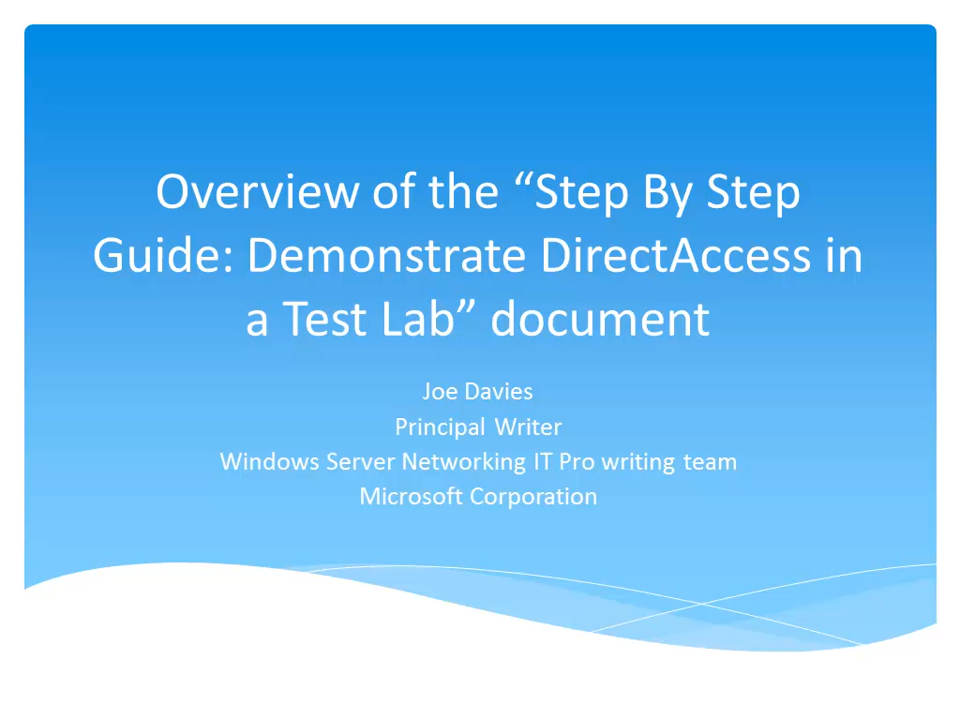 Overview of the “Step By Step
Guide: Demonstrate DirectAccess in
a Test Lab” document
Joe Davies
Principal Writer
Windows Server Networking IT Pro writing team
Microsoft Corporation